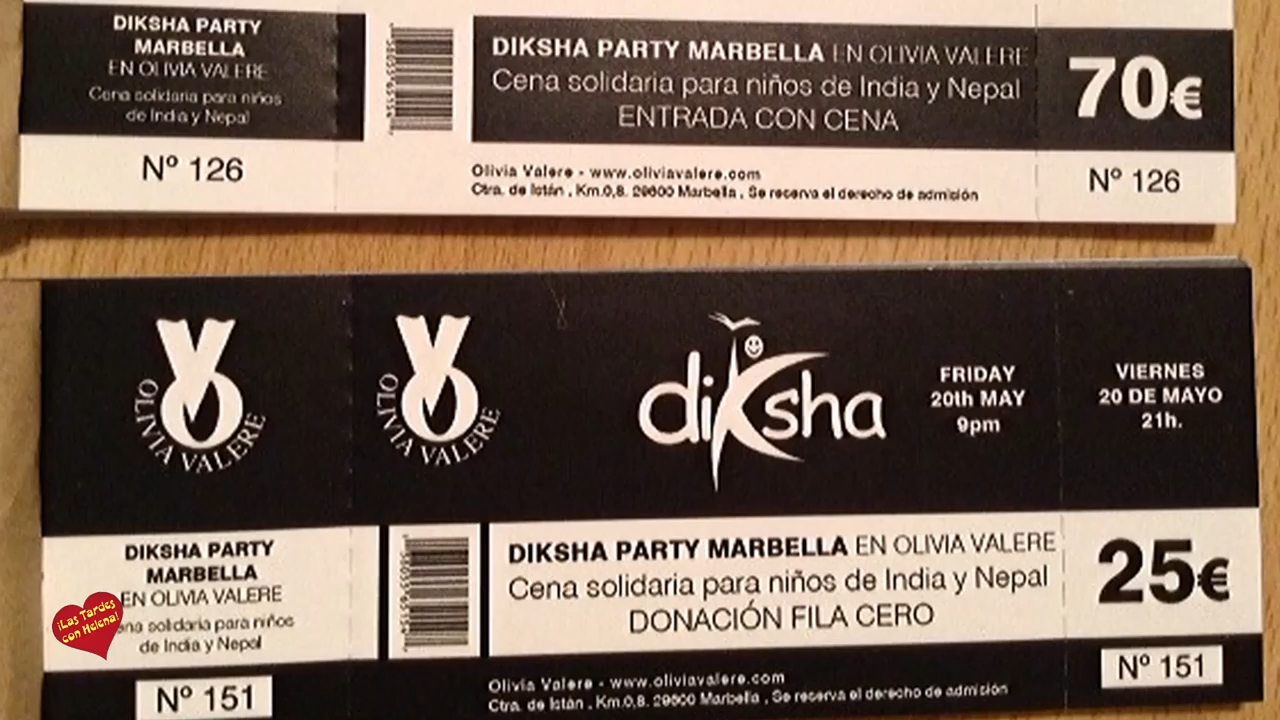 DIKSHA PARTY
MARBELLA
EN OLIVIA VALERE
Cena solidaria para niños
de India y Nepal
Nº 126
DIKSHA PARTY MARBELLA EN OLIVIA VALERE
Cena solidaria para niños de India y Nepal
ENTRADA CON CENA
70€
Olivia Valere - www.oliviavalere.com
Ctra. de Istán , Km.0,8. 29600 Marbella . Se reserva el derecho de admisión
Nº 126
OLIVIA VALERE
OLIVIA VALERE
diksha
FRIDAY
20th MAY
9pm
VIERNES
20 DE MAYO
21h.
DIKSHA PARTY
MARBELLA
EN OLIVIA VALERE
solidaria para niños
de India y Nepal
Nº 151
¡Las Tardes
con Helena!
DIKSHA PARTY MARBELLA EN OLIVIA VALERE
Cena solidaria para niños de India y Nepal
DONACIÓN FILA CERO
25€
Olivia Valere - www.oliviavalere.com
Ctra. de Istán . Km.0,8. 29600 Marbella . Se reserva el derecho de admisión
Nº 151